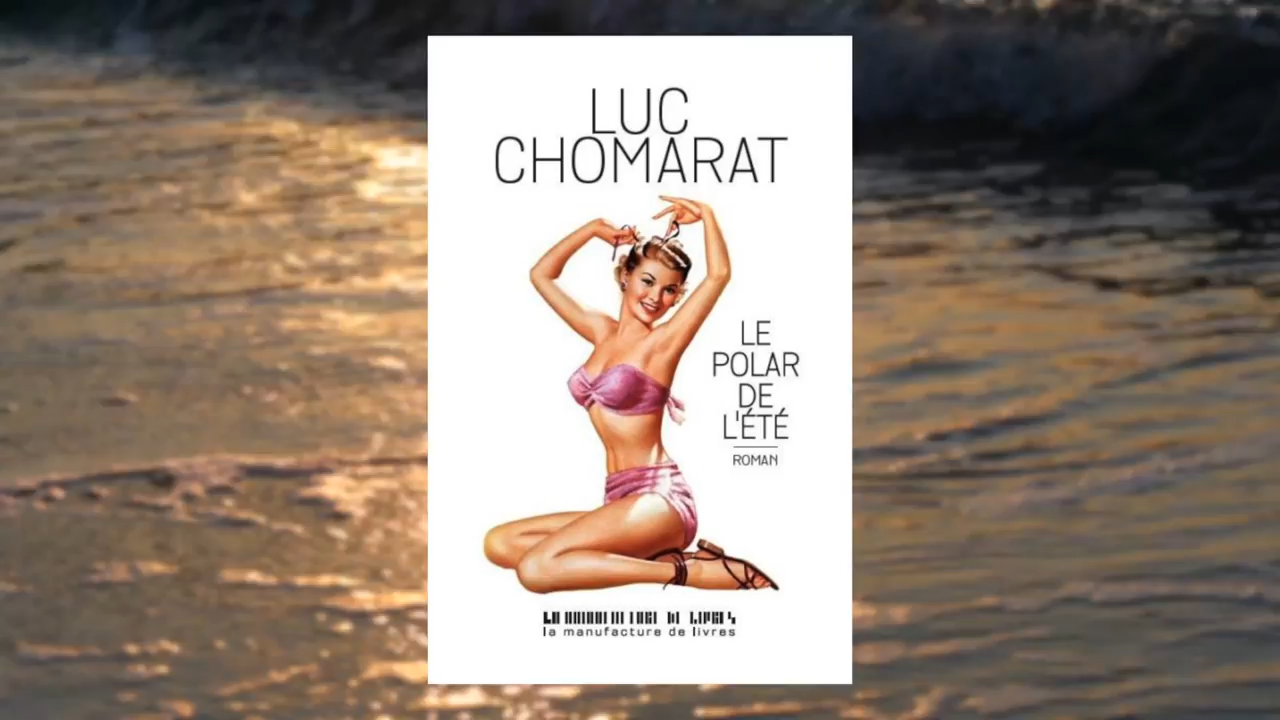 LUC
CHOMARAT
LE
POLAR
DE
L'ÉTÉ
ROMAN
la manufacture de livres